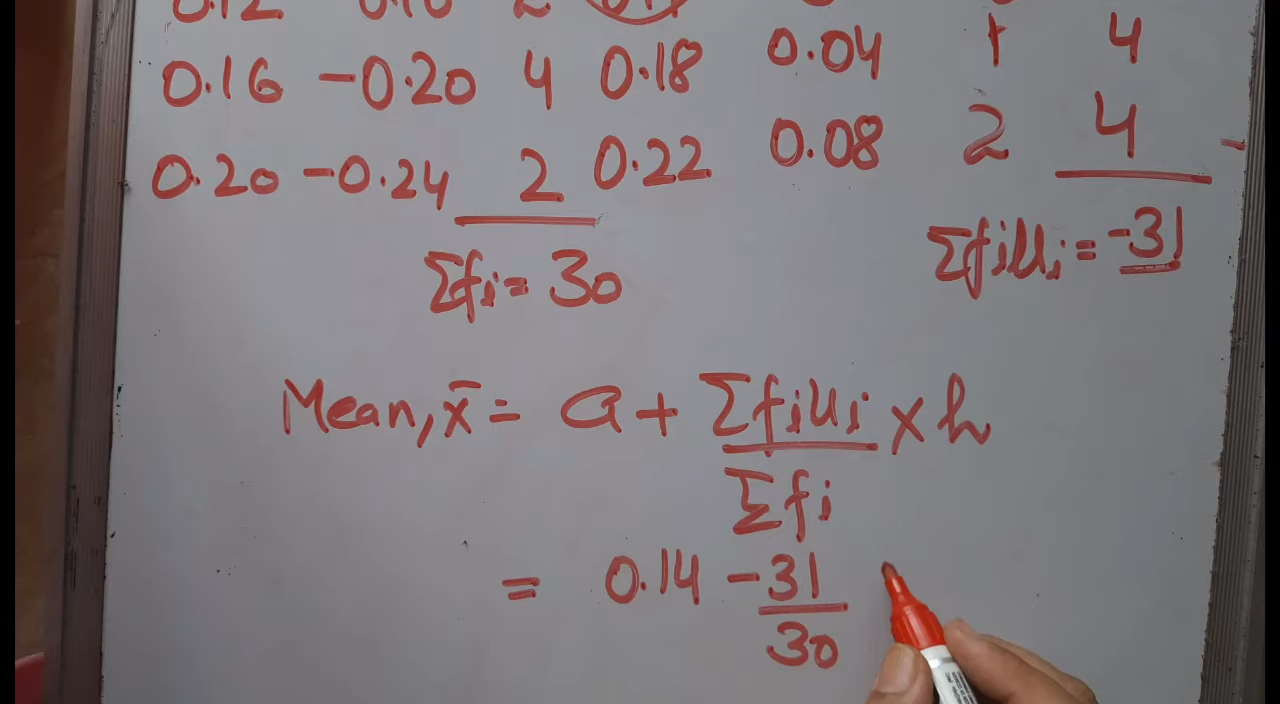 0.16 -0.20 4 0.18 0.04 1 4
0.20 -0.24 2 0.22 0.08 2 4
Σfi = 30
Σfiui = -31
Mean, x̄ = a + Σfiui × h
Σfi
= 0.14 - 31
30